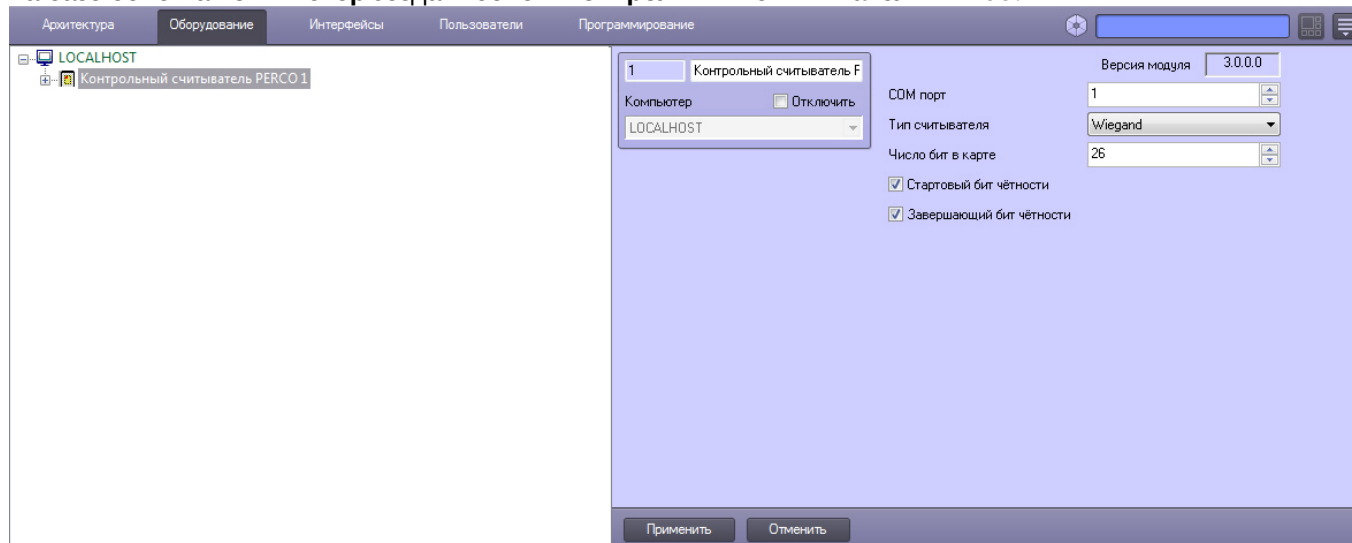 Архитектура Оборудование Интерфейсы Пользователи Программирование
LOCALHOST
Контрольный считыватель PERCO 1
1 Контрольный считыватель F
Компьютер Отключить
LOCALHOST
Версия модуля 3.0.0.0
COM порт 1
Тип считывателя Wiegand
Число бит в карте 26
Стартовый бит чётности
Завершающий бит чётности
Применить Отменить